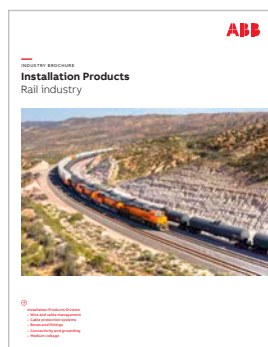 ABB
INDUSTRY BROCHURE
Installation Products
Rail industry
Installation Products Division
- Wire and cable management
- Cable protection systems
- Boxes and fittings
- Connectivity and grounding
- Medium voltage